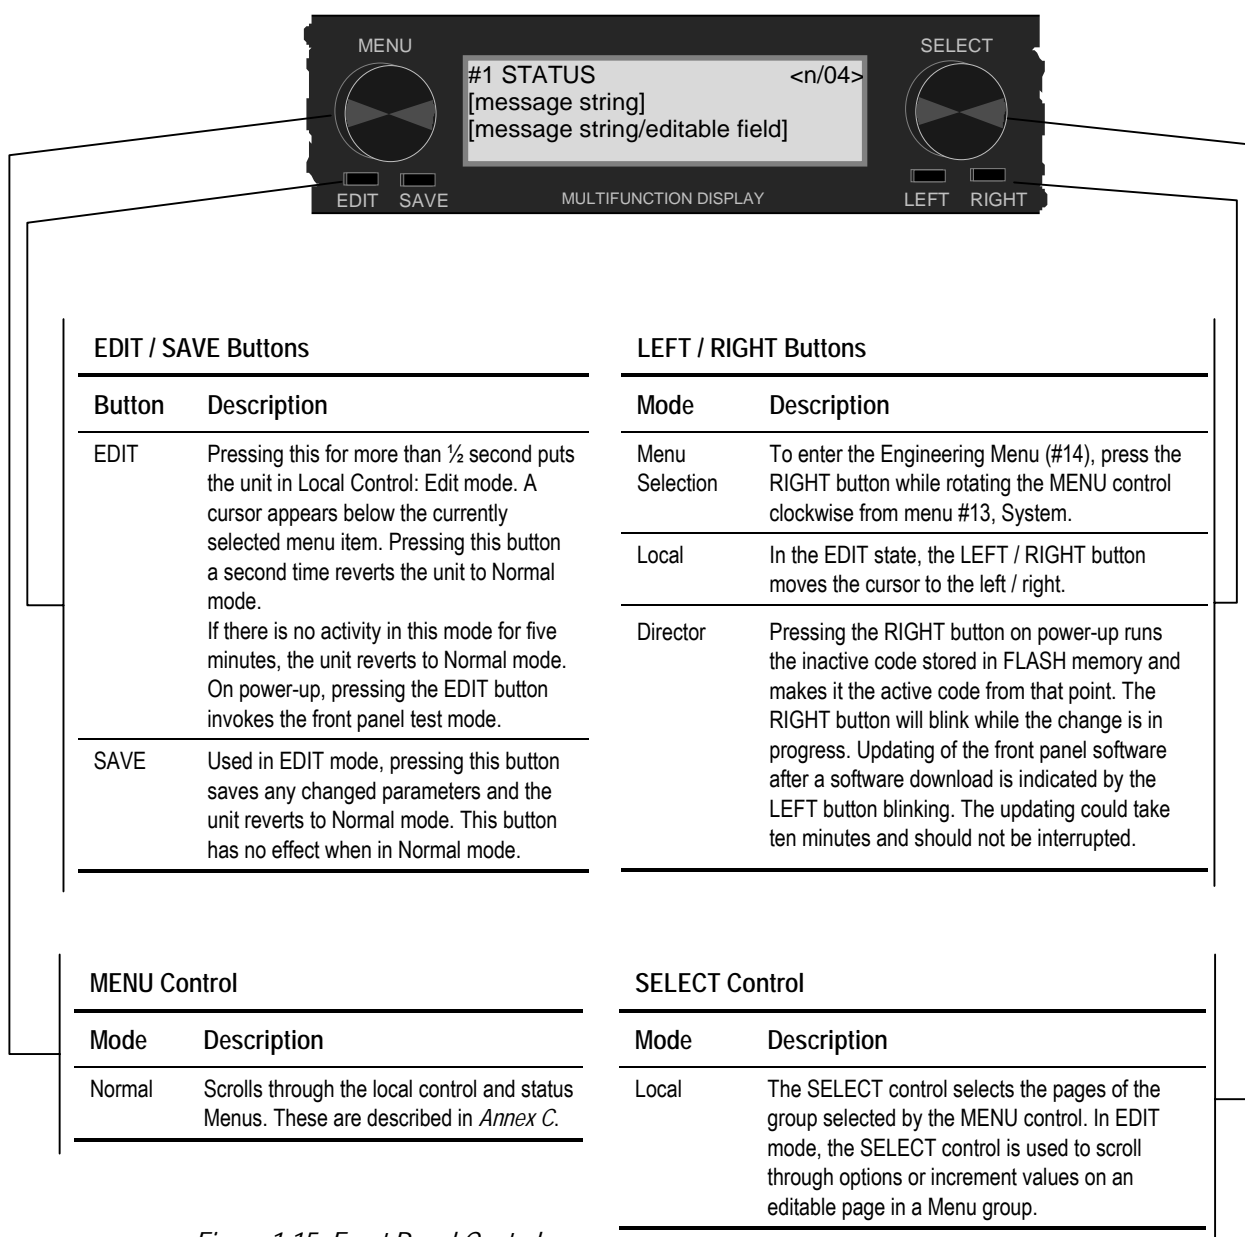 MENU
SELECT
#1 STATUS <n/04>
[message string]
[message string/editable field]
EDIT SAVE
MULTIFUNCTION DISPLAY
LEFT RIGHT
EDIT / SAVE Buttons
Button Description
EDIT Pressing this for more than ½ second puts
the unit in Local Control: Edit mode. A
cursor appears below the currently
selected menu item. Pressing this button
a second time reverts the unit to Normal
mode.
If there is no activity in this mode for five
minutes, the unit reverts to Normal mode.
On power-up, pressing the EDIT button
invokes the front panel test mode.
SAVE Used in EDIT mode, pressing this button
saves any changed parameters and the
unit reverts to Normal mode. This button
has no effect when in Normal mode.
LEFT / RIGHT Buttons
Mode Description
Menu To enter the Engineering Menu (#14), press the
Selection RIGHT button while rotating the MENU control
clockwise from menu #13, System.
Local In the EDIT state, the LEFT / RIGHT button
moves the cursor to the left / right.
Director Pressing the RIGHT button on power-up runs
the inactive code stored in FLASH memory and
makes it the active code from that point. The
RIGHT button will blink while the change is in
progress. Updating of the front panel software
after a software download is indicated by the
LEFT button blinking. The updating could take
ten minutes and should not be interrupted.
MENU Control
Mode Description
Normal Scrolls through the local control and status
Menus. These are described in Annex C.
SELECT Control
Mode Description
Local The SELECT control selects the pages of the
group selected by the MENU control. In EDIT
mode, the SELECT control is used to scroll
through options or increment values on an
editable page in a Menu group.